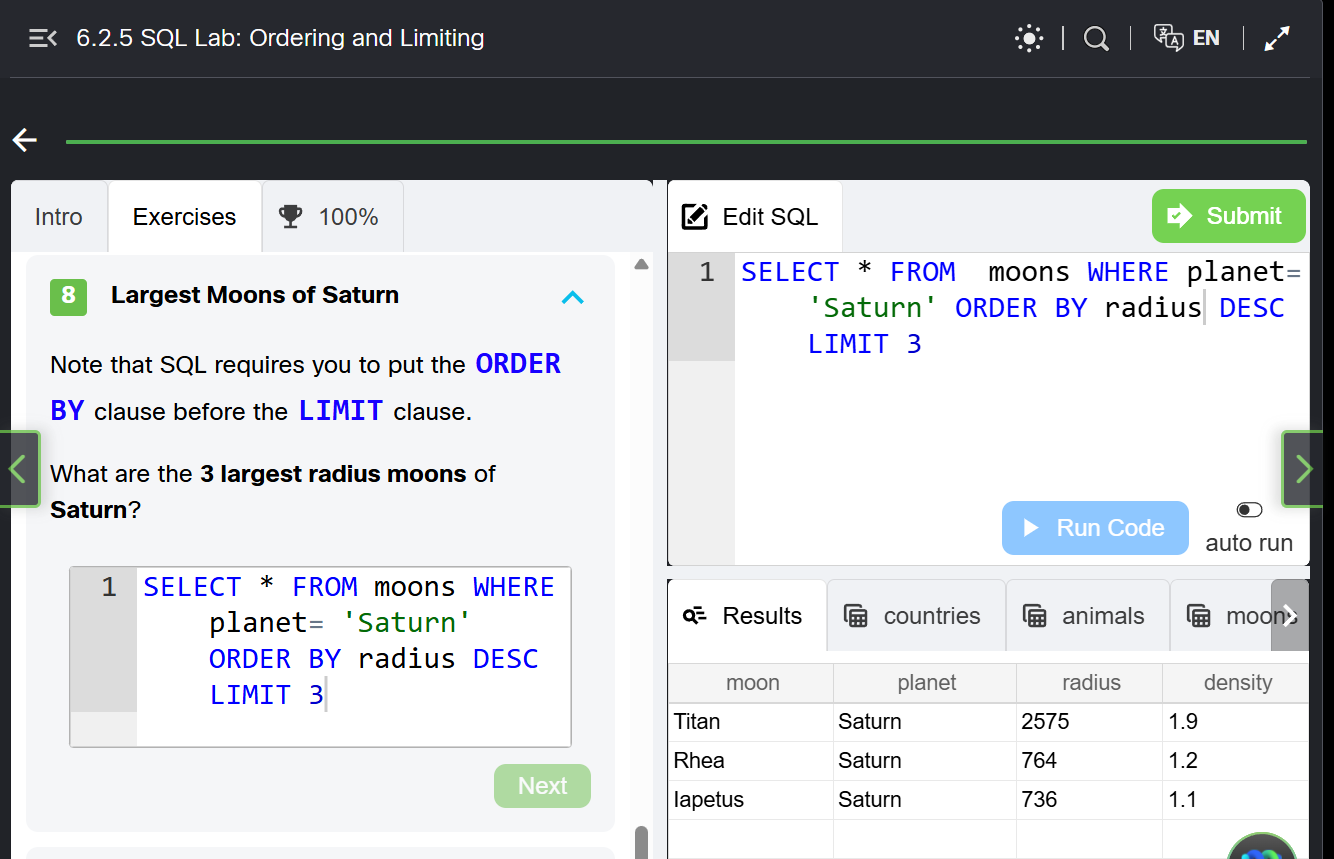 6.2.5 SQL Lab: Ordering and Limiting
EN
Intro
Exercises
100%
8
Largest Moons of Saturn
Note that SQL requires you to put the ORDER
BY clause before the LIMIT clause.
What are the 3 largest radius moons of
Saturn?
1
SELECT * FROM moons WHERE
planet= 'Saturn'
ORDER BY radius DESC
LIMIT 3
Next
Edit SQL
Submit
1
SELECT * FROM  moons WHERE planet=
'Saturn' ORDER BY radius DESC
LIMIT 3
Run Code
auto run
Results
countries
animals
moons
moon planet radius density
Titan Saturn 2575 1.9
Rhea Saturn 764 1.2
Iapetus Saturn 736 1.1